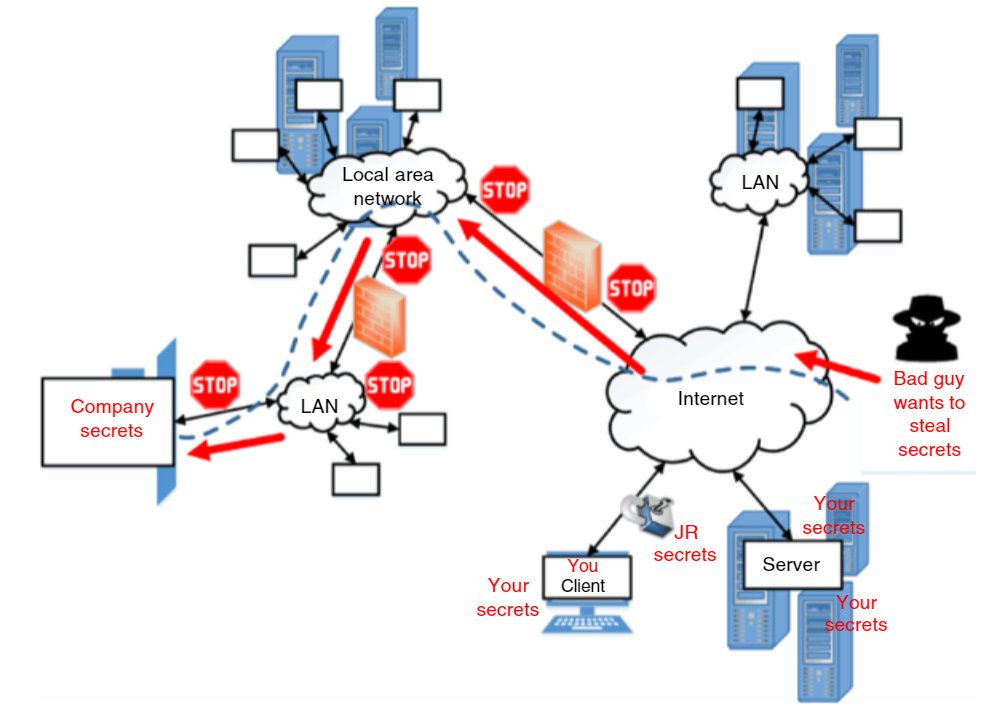 Local area
network
STOP
LAN
STOP
STOP
Company
secrets
STOP
LAN
STOP
Internet
Bad guy
wants to
steal
secrets
JR
secrets
You
Client
Your
secrets
Your
secrets
Server
Your
secrets